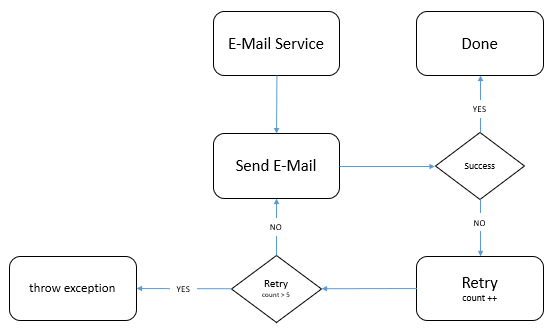 E-Mail Service
Done
YES
Send E-Mail
Success
NO
NO
Retry
count > 5
YES
throw exception
Retry
count ++